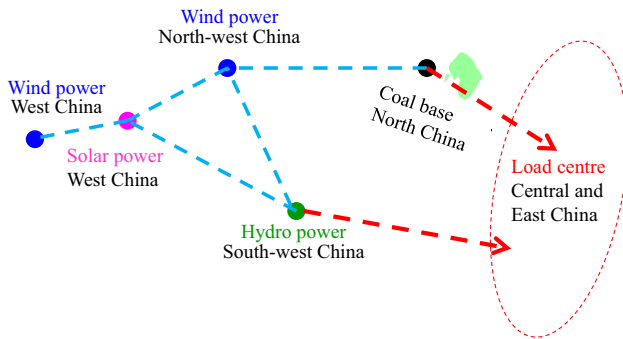 Wind power
North-west China
Wind power
West China
Solar power
West China
Coal base
North China
Load centre
Central and
East China
Hydro power
South-west China